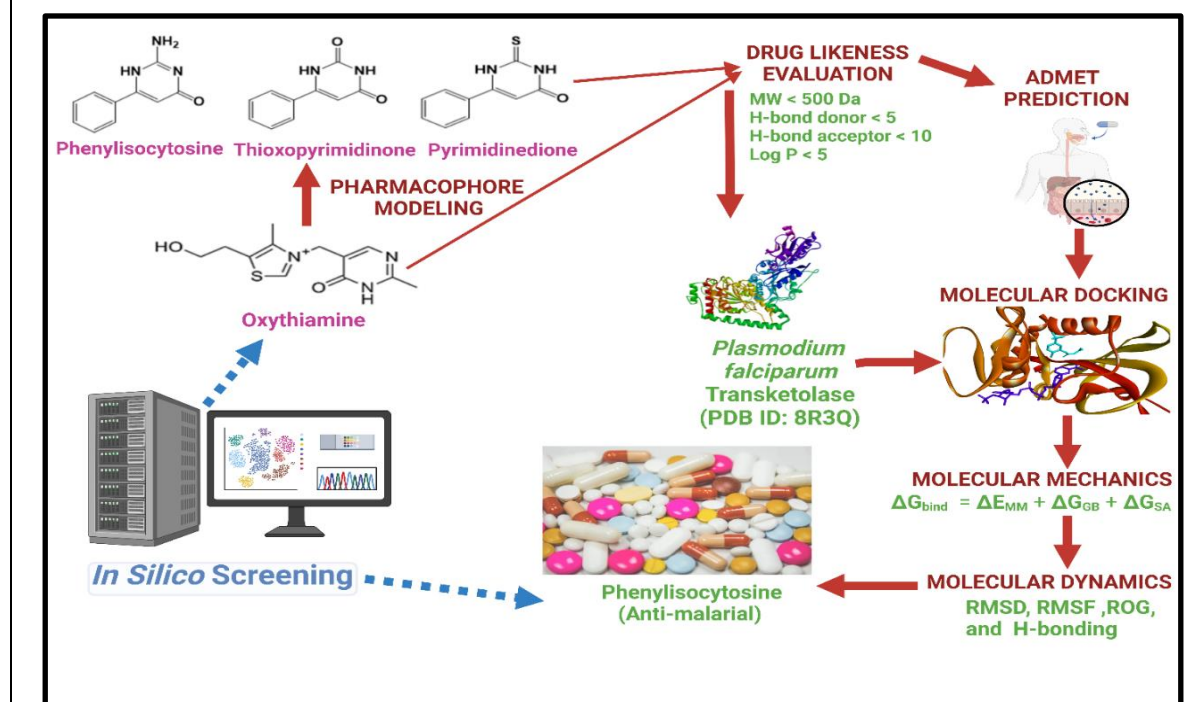 NH₂
HN
N
O
Phenylisocytosine
O
HN
NH
O
Thioxopyrimidinone
S
HN
NH
O
Pyrimidinedione
PHARMACOPHORE
MODELING
HO
S
N⁺
N
O
N
H
Oxythiamine
In Silico Screening
DRUG LIKENESS
EVALUATION
MW < 500 Da
H-bond donor < 5
H-bond acceptor < 10
Log P < 5
ADMET
PREDICTION
Plasmodium
falciparum
Transketolase
(PDB ID: 8R3Q)
MOLECULAR DOCKING
MOLECULAR MECHANICS
ΔGbind = ΔEMM + ΔGGB + ΔGSA
MOLECULAR DYNAMICS
RMSD, RMSF ,ROG,
and H-bonding
Phenylisocytosine
(Anti-malarial)